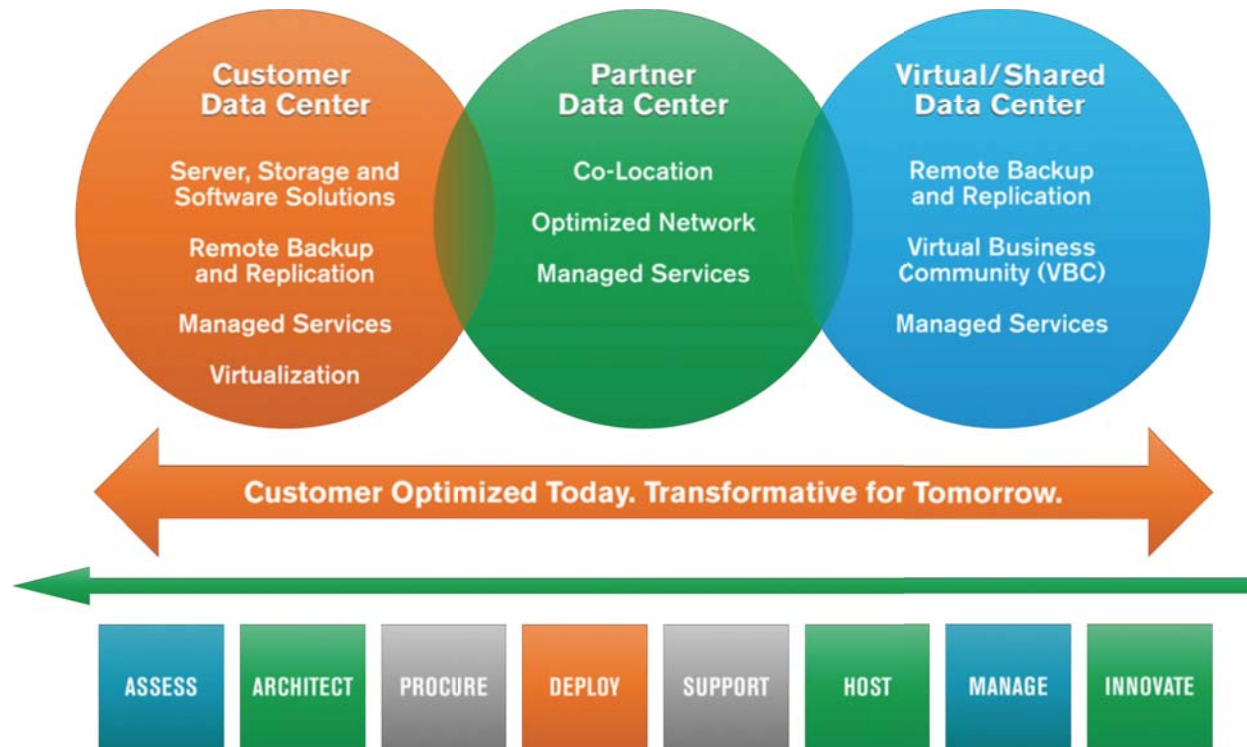 Customer
Data Center
Server, Storage and
Software Solutions
Remote Backup
and Replication
Managed Services
Virtualization
Partner
Data Center
Co-Location
Optimized Network
Managed Services
Virtual/Shared
Data Center
Remote Backup
and Replication
Virtual Business
Community (VBC)
Managed Services
Customer Optimized Today. Transformative for Tomorrow.
ASSESS
ARCHITECT
PROCURE
DEPLOY
SUPPORT
HOST
MANAGE
INNOVATE